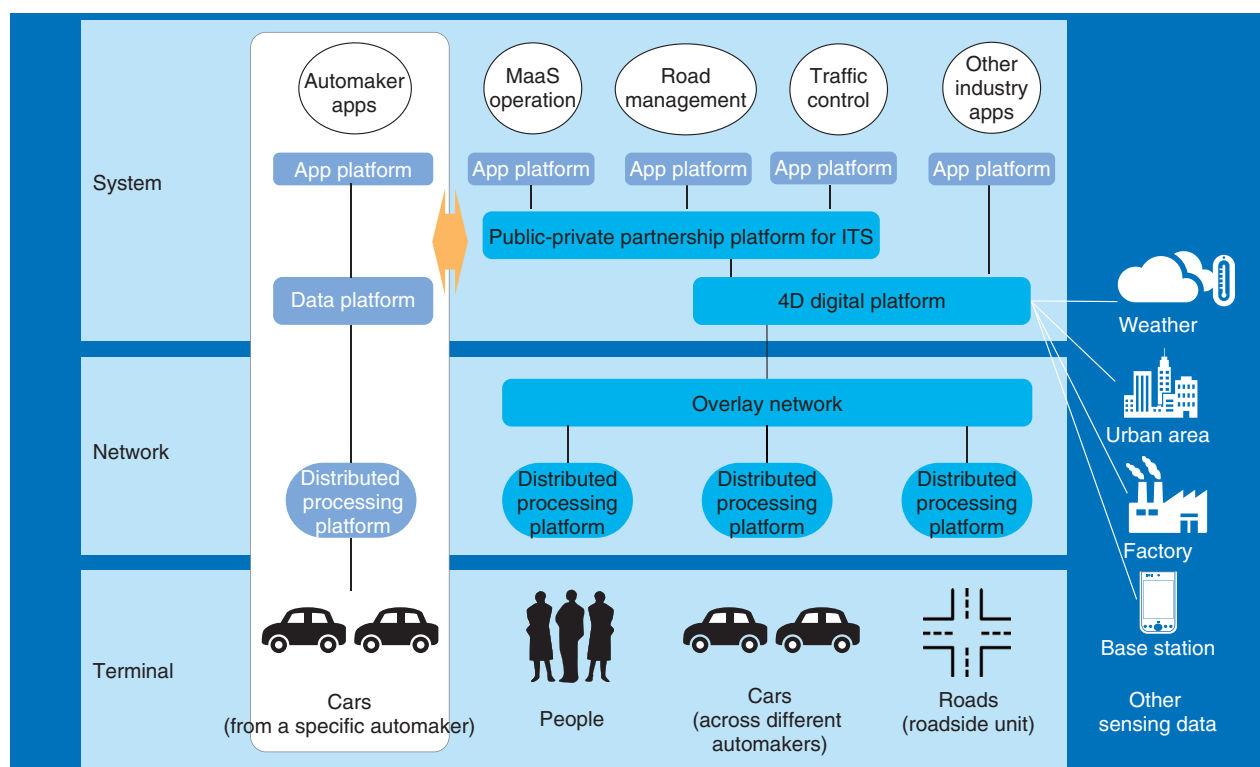 Automaker
apps
MaaS
operation
Road
management
Traffic
control
Other
industry
apps
System
App platform
App platform
App platform
App platform
App platform
Public-private partnership platform for ITS
Data platform
4D digital platform
Weather
Urban area
Factory
Base station
Other
sensing data
Network
Overlay network
Distributed
processing
platform
Distributed
processing
platform
Distributed
processing
platform
Distributed
processing
platform
Terminal
Cars
(from a specific automaker)
People
Cars
(across different
automakers)
Roads
(roadside unit)